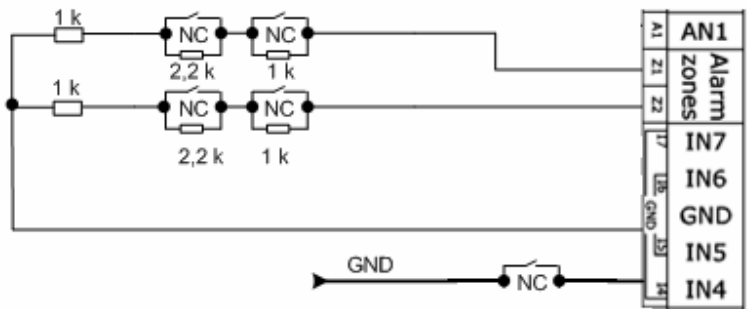 1 k
NC
NC
2,2 k
1 k
1 k
NC
NC
2,2 k
1 k
GND
NC
A1
AN1
Z1
Z2
Alarm
zones
I7
IN7
I6
IN6
GND
GND
I5
IN5
I4
IN4